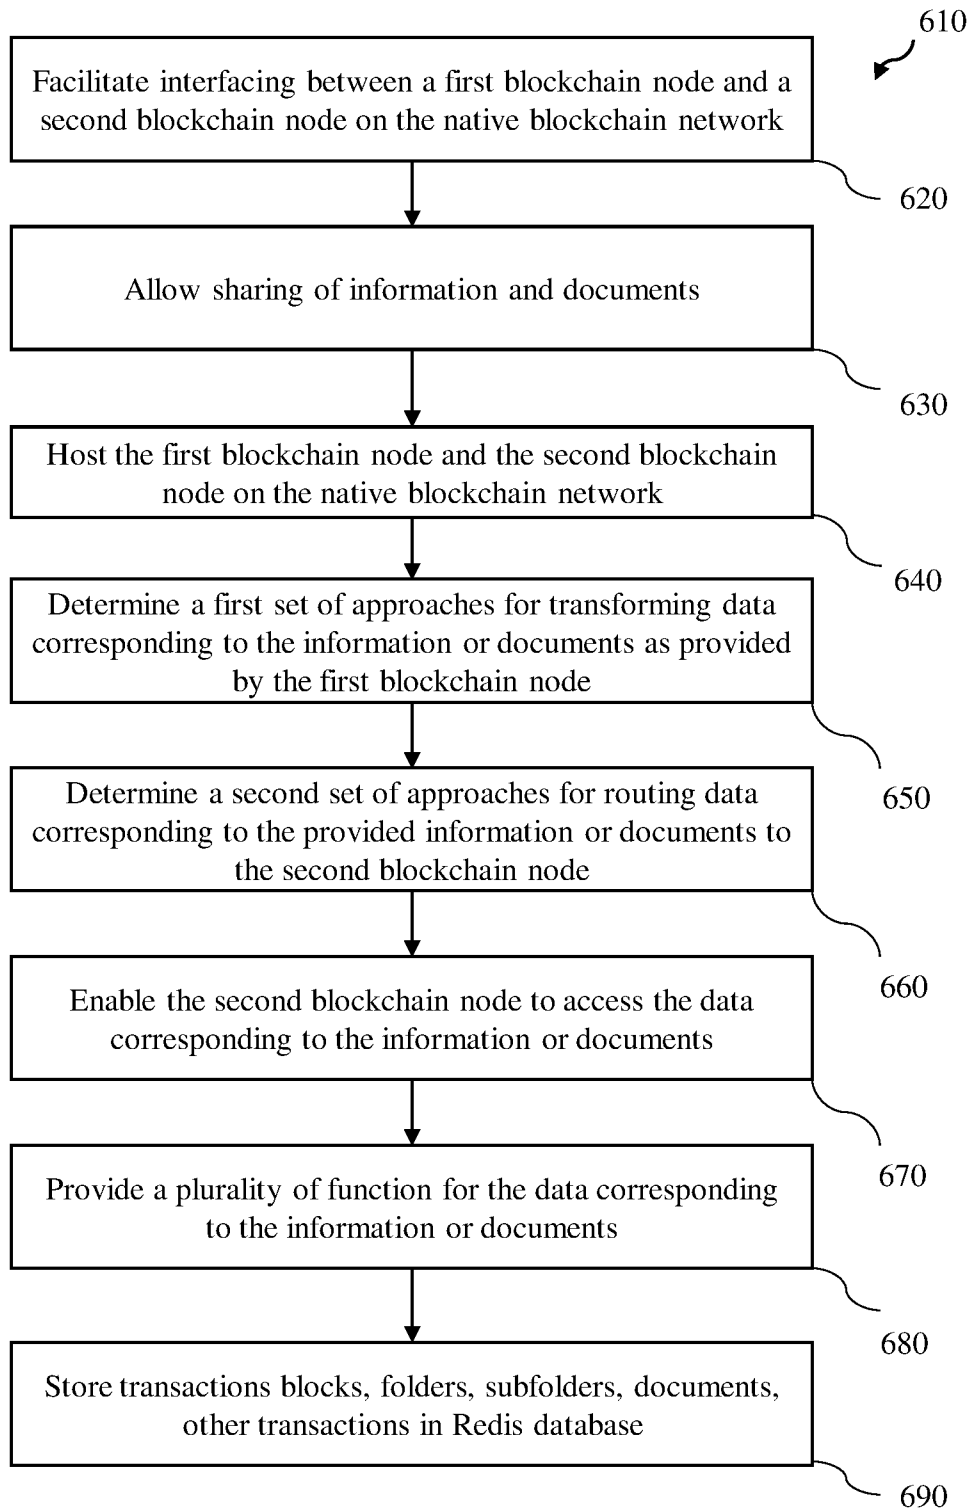 610
Facilitate interfacing between a first blockchain node and a
second blockchain node on the native blockchain network
620
Allow sharing of information and documents
630
Host the first blockchain node and the second blockchain
node on the native blockchain network
640
Determine a first set of approaches for transforming data
corresponding to the information or documents as provided
by the first blockchain node
650
Determine a second set of approaches for routing data
corresponding to the provided information or documents to
the second blockchain node
660
Enable the second blockchain node to access the data
corresponding to the information or documents
670
Provide a plurality of function for the data corresponding
to the information or documents
680
Store transactions blocks, folders, subfolders, documents,
other transactions in Redis database
690